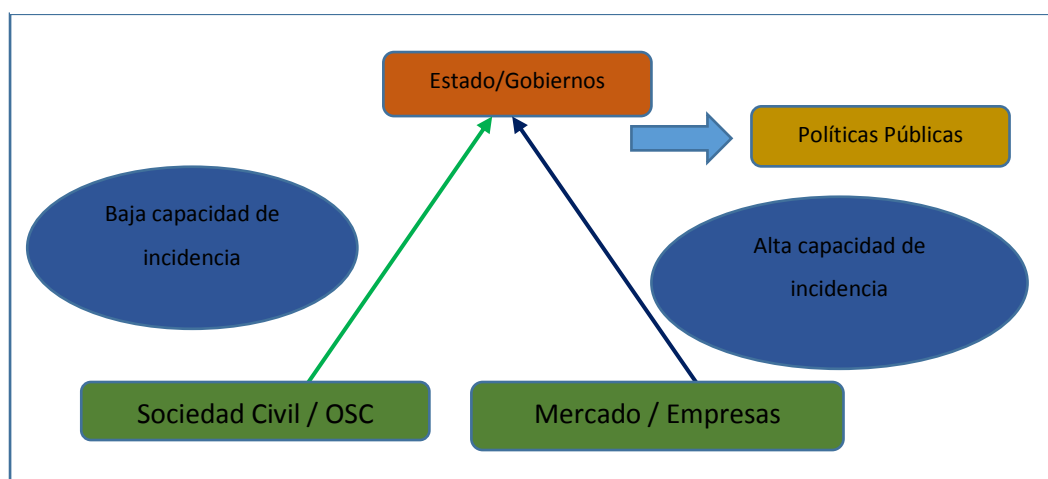 Estado/Gobiernos
Políticas Públicas
Baja capacidad de
incidencia
Alta capacidad de
incidencia
Sociedad Civil / OSC
Mercado / Empresas